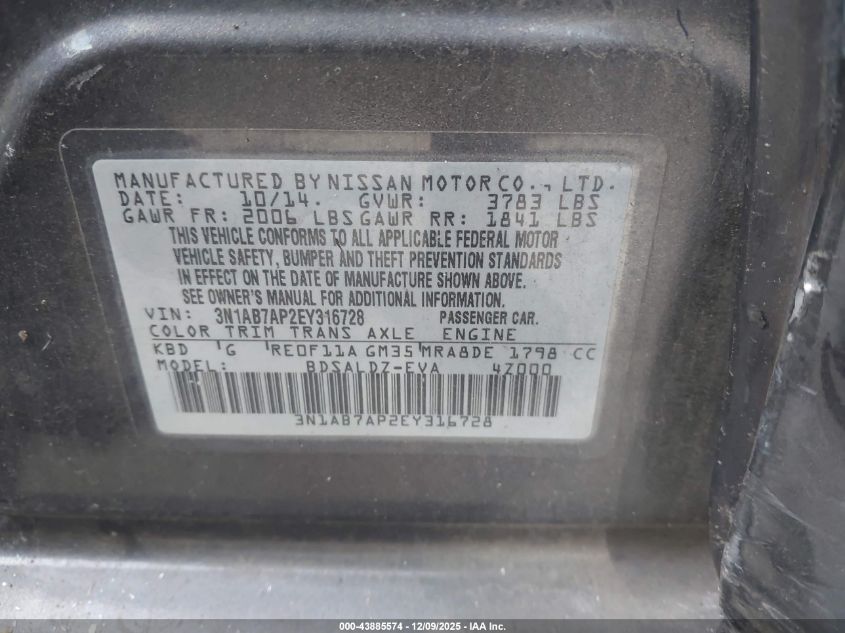 MANUFACTURED BY NISSAN MOTOR CO., LTD.
DATE: 10/14. GVWR: 3783 LBS
GAWR FR: 2006 LBS GAWR RR: 1841 LBS
THIS VEHICLE CONFORMS TO ALL APPLICABLE FEDERAL MOTOR
VEHICLE SAFETY, BUMPER AND THEFT PREVENTION STANDARDS
IN EFFECT ON THE DATE OF MANUFACTURE SHOWN ABOVE.
SEE OWNER'S MANUAL FOR ADDITIONAL INFORMATION.
VIN: 3N1AB7AP2EY316728 PASSENGER CAR.
COLOR TRIM TRANS AXLE ENGINE
KBD G RE0F11A GM35 MRA8DE 1798 CC
MODEL: BDSALDZ-EVA 4Z000
3N1AB7AP2EY316728
000-43885574 | 12/09/2025 - IAA Inc.